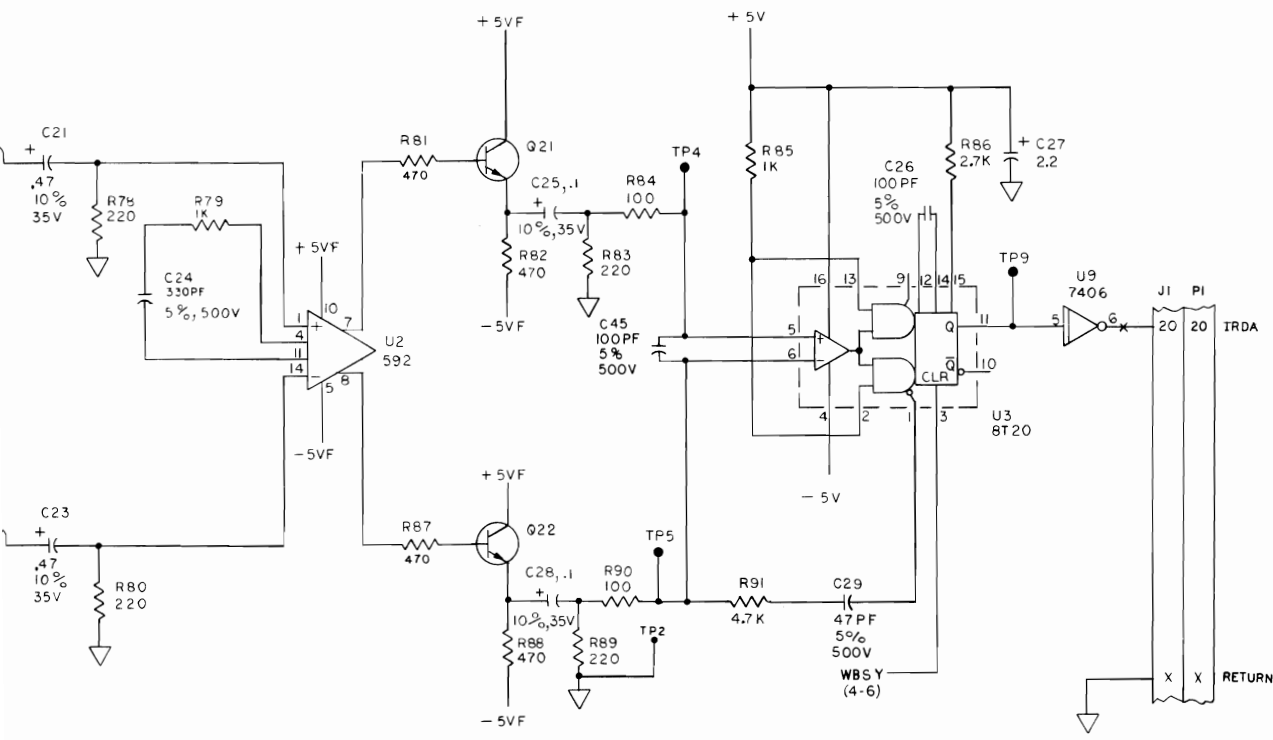 +5VF
+5V
C21
+
.47
10%
35V
R78
220
R79
1K
C24
330PF
5%,500V
+5VF
10
1
4
11
14
+
−
7
8
5
U2
592
−5VF
R81
470
Q21
C25,.1
+
10%,35V
R82
470
−5VF
R84
100
R83
220
TP4
C45
100PF
5%
500V
R85
1K
C26
100PF
5%
500V
R86
2.7K
+
C27
2.2
16
13
9
12
14
15
5
6
+
−
Q
Q̅
CLR
11
10
4
2
1
3
U3
8T20
−5V
TP9
U9
7406
5
6
J1
P1
20
20
IRDA
C23
+
.47
10%
35V
R80
220
R87
470
+5VF
Q22
C28,.1
+
10%,35V
R88
470
−5VF
R90
100
R89
220
TP5
TP2
R91
4.7K
C29
47PF
5%
500V
WBSY
(4-6)
X
X
RETURN